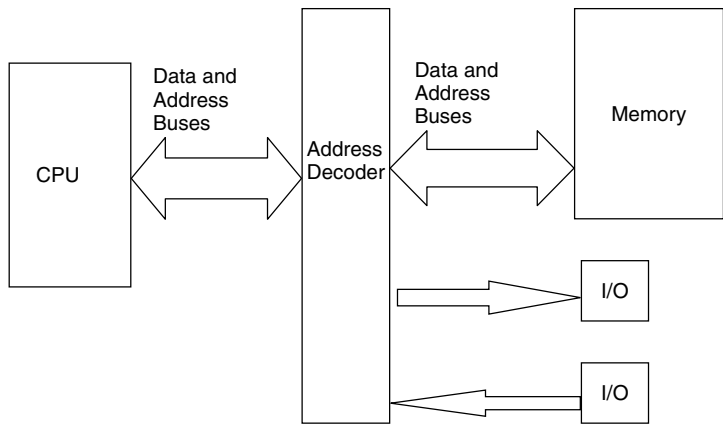 Data and
Address
Buses
Data and
Address
Buses
Memory
Address
Decoder
CPU
I/O
I/O